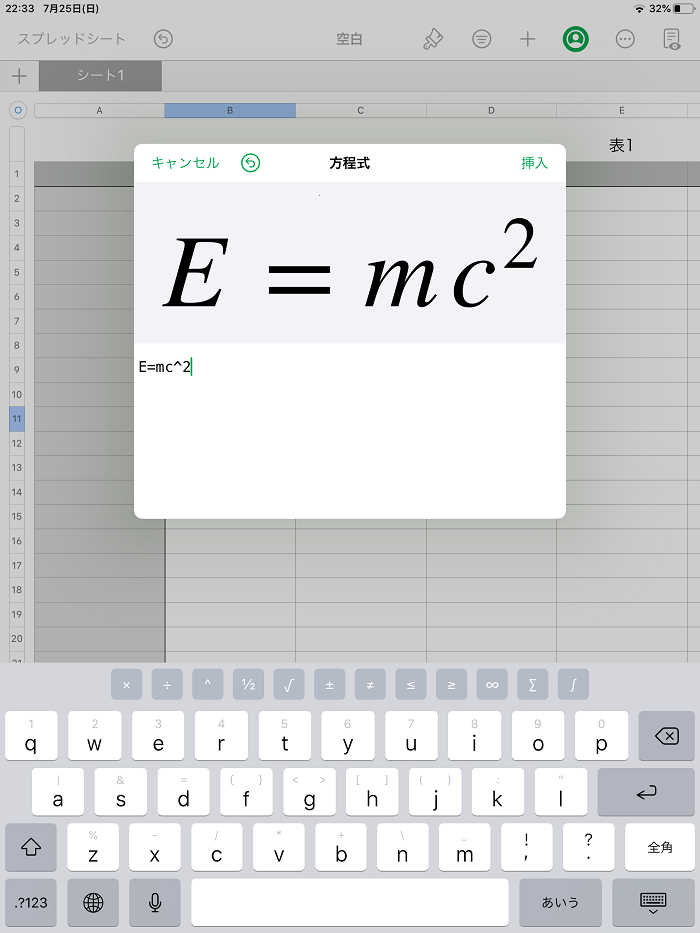 22:33 7月25日(日) 32%
スプレッドシート 空白
シート1
A B C D E
表1
キャンセル 方程式 挿入
E = mc²
E=mc^2
1
2
3
4
5
6
7
8
9
10
11
12
13
14
15
16
17
18
19
20
21
× ÷ ^ ½ √ ± ≠ ≤ ≥ ∞ ∑ ∫
1 2 3 4 5 6 7 8 9 0
q w e r t y u i o p
| & = { } < > [ ] ( ) : "
a s d f g h j k l
% - / * + \ _ ! ?
z x c v b n m , . 全角
.?123 あいう